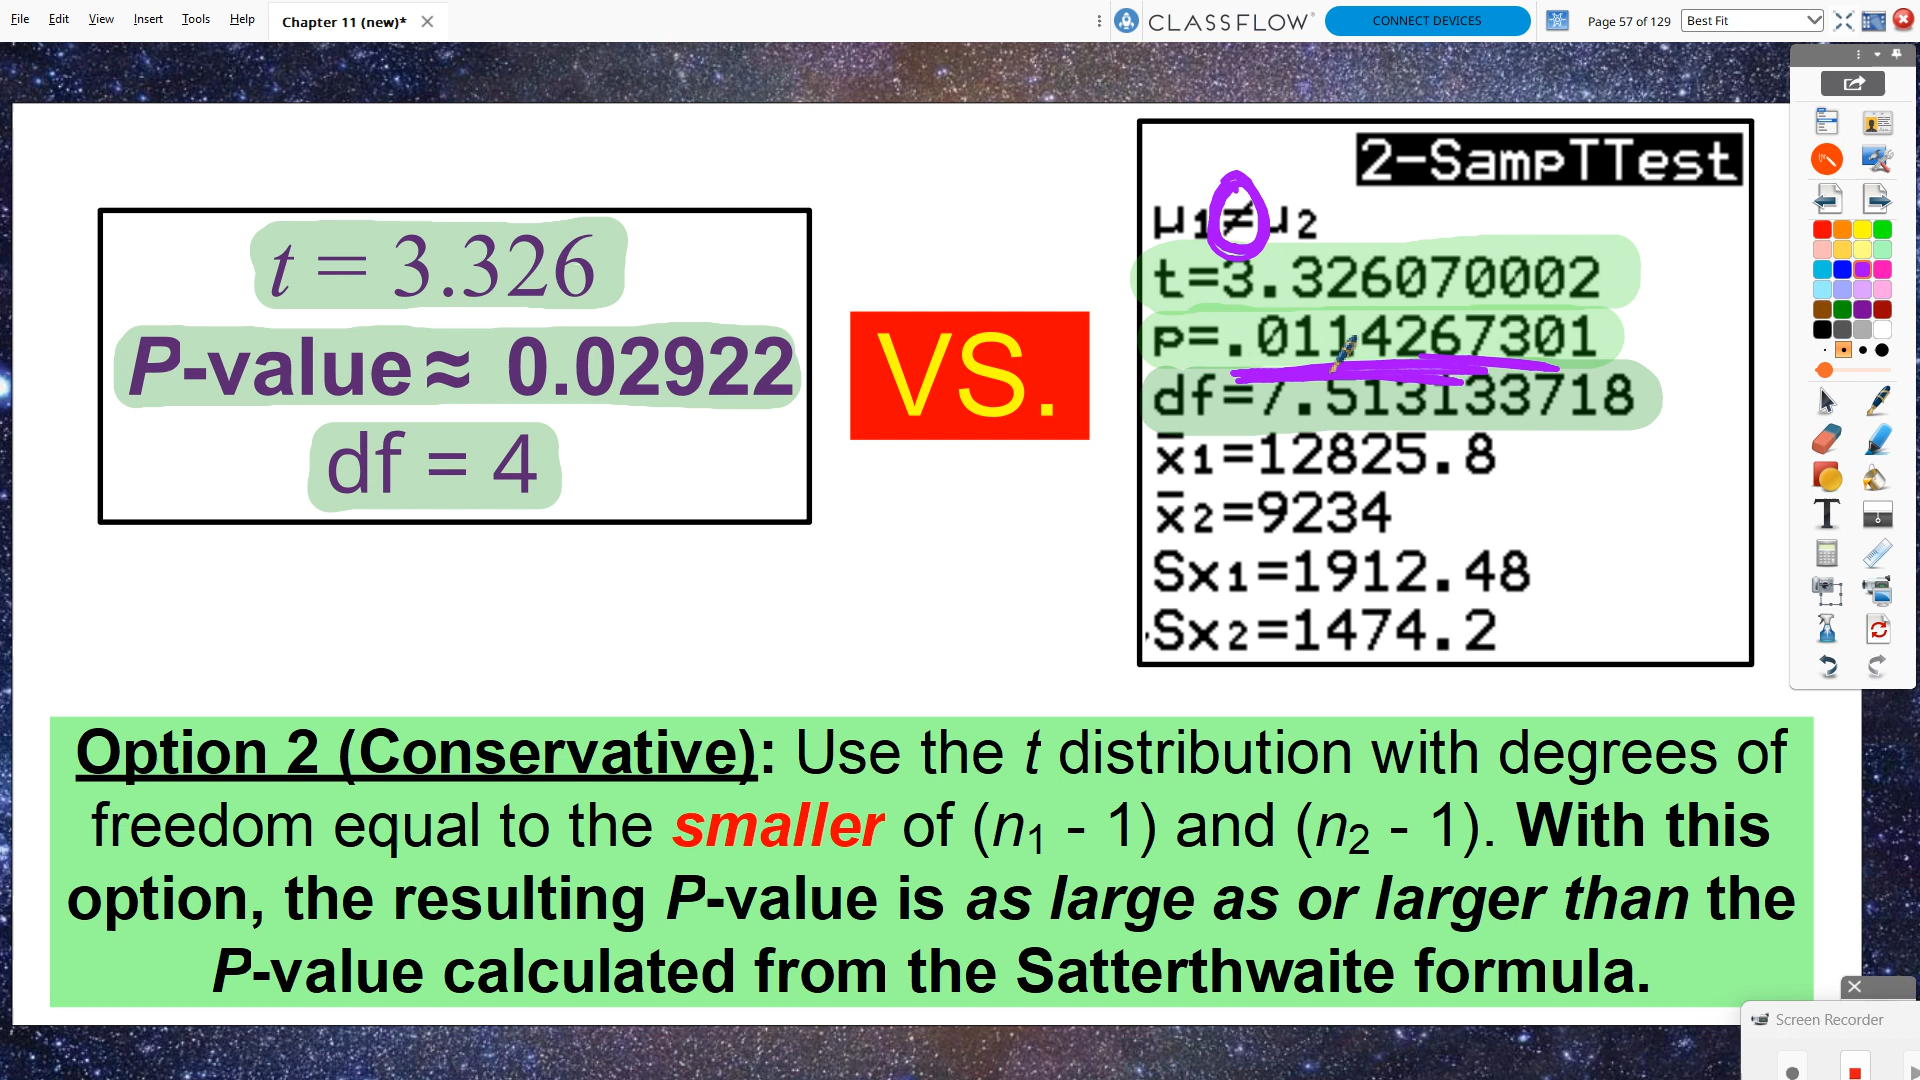 File Edit View Insert Tools Help Chapter 11 (new)* CLASSFLOW CONNECT DEVICES Page 57 of 129 Best Fit
t = 3.326
P-value ≈ 0.02922
df = 4
VS.
2-SampTTest
μ1≠μ2
t=3.326070002
p=.0114267301
df=7.513133718
x̄1=12825.8
x̄2=9234
Sx1=1912.48
Sx2=1474.2
Option 2 (Conservative): Use the t distribution with degrees of
freedom equal to the smaller of (n1 - 1) and (n2 - 1). With this
option, the resulting P-value is as large as or larger than the
P-value calculated from the Satterthwaite formula.
Screen Recorder